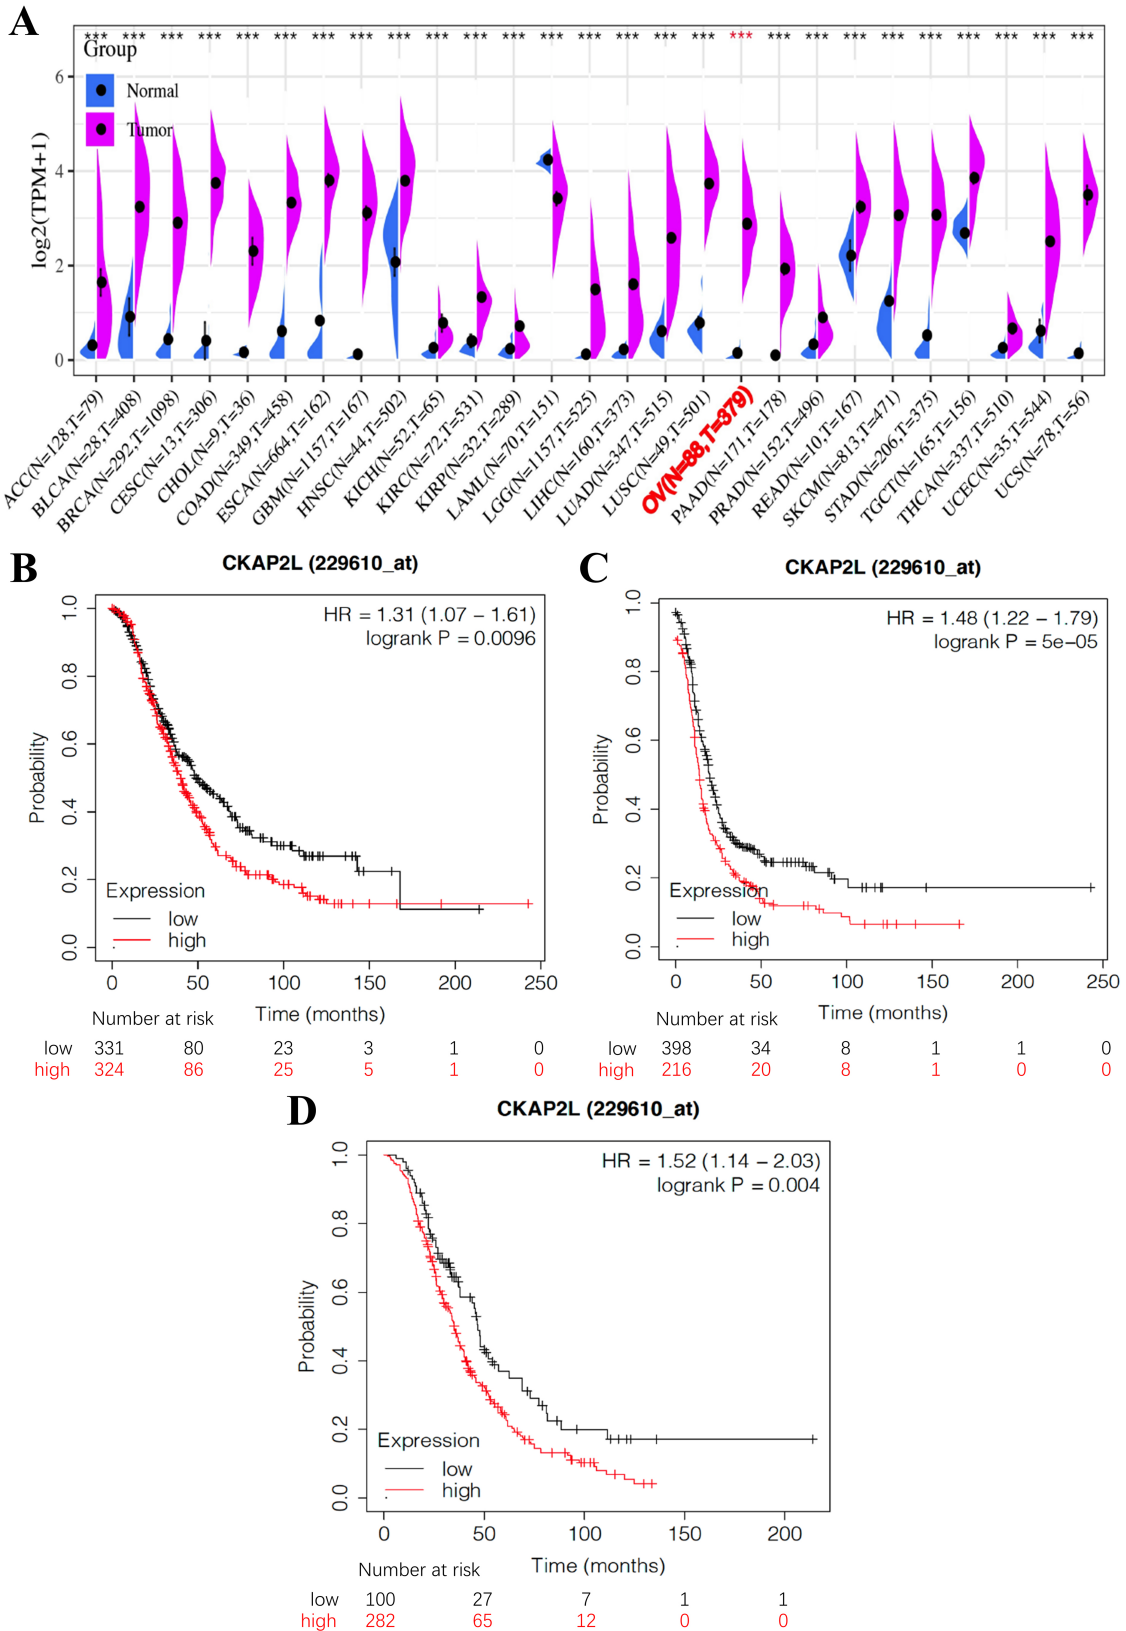 A
*** *** *** *** *** *** *** *** *** *** *** *** *** *** *** *** *** *** *** *** *** *** *** *** *** *** ***
Group
Normal
Tumor
log2(TPM+1)
6
4
2
0
ACC(N=128,T=79)
BLCA(N=28,T=408)
BRCA(N=292,T=1098)
CESC(N=13,T=306)
CHOL(N=9,T=36)
COAD(N=349,T=458)
ESCA(N=664,T=162)
GBM(N=1157,T=167)
HNSC(N=44,T=502)
KICH(N=52,T=65)
KIRC(N=72,T=531)
KIRP(N=32,T=289)
LAML(N=70,T=151)
LGG(N=1157,T=525)
LIHC(N=160,T=373)
LUAD(N=347,T=515)
LUSC(N=49,T=501)
OV(N=88,T=379)
PAAD(N=171,T=178)
PRAD(N=152,T=496)
READ(N=10,T=167)
SKCM(N=813,T=471)
STAD(N=206,T=375)
TGCT(N=165,T=156)
THCA(N=337,T=510)
UCEC(N=35,T=544)
UCS(N=78,T=56)
B
CKAP2L (229610_at)
HR = 1.31 (1.07 − 1.61)
logrank P = 0.0096
Probability
1.0
0.8
0.6
0.4
0.2
0.0
Expression
low
high
0 50 100 150 200 250
Time (months)
Number at risk
low 331 80 23 3 1 0
high 324 86 25 5 1 0
C
CKAP2L (229610_at)
HR = 1.48 (1.22 − 1.79)
logrank P = 5e−05
Probability
1.0
0.8
0.6
0.4
0.2
0.0
Expression
low
high
0 50 100 150 200 250
Time (months)
Number at risk
low 398 34 8 1 1 0
high 216 20 8 1 0 0
D
CKAP2L (229610_at)
HR = 1.52 (1.14 − 2.03)
logrank P = 0.004
Probability
1.0
0.8
0.6
0.4
0.2
0.0
Expression
low
high
0 50 100 150 200
Time (months)
Number at risk
low 100 27 7 1 1
high 282 65 12 0 0